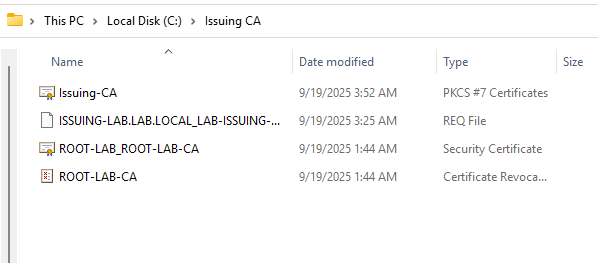 This PC > Local Disk (C:) > Issuing CA
Name Date modified Type Size
Issuing-CA 9/19/2025 3:52 AM PKCS #7 Certificates
ISSUING-LAB.LAB.LOCAL_LAB-ISSUING-... 9/19/2025 3:25 AM REQ File
ROOT-LAB_ROOT-LAB-CA 9/19/2025 1:44 AM Security Certificate
ROOT-LAB-CA 9/19/2025 1:44 AM Certificate Revoca...